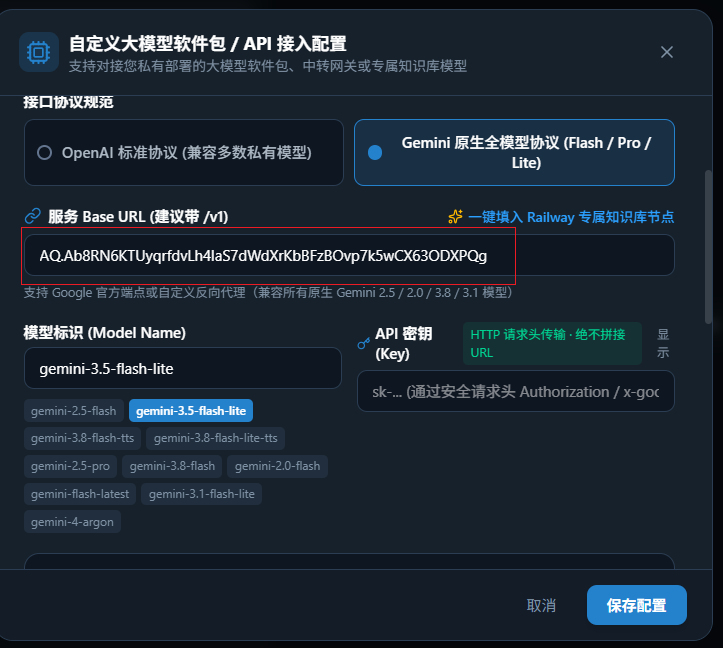 自定义大模型软件包 / API 接入配置
支持对接您私有部署的大模型软件包、中转网关或专属知识库模型
接口协议规范
OpenAI 标准协议 (兼容多数私有模型)
Gemini 原生全模型协议 (Flash / Pro /
Lite)
服务 Base URL (建议带 /v1)
一键填入 Railway 专属知识库节点
AQ.Ab8RN6KTUyqrfdvLh4IaS7dWdXrKbBFzBOvp7k5wCX63ODXPQg
支持 Google 官方端点或自定义反向代理（兼容所有原生 Gemini 2.5 / 2.0 / 3.8 / 3.1 模型）
模型标识 (Model Name)
API 密钥
(Key)
HTTP 请求头传输 · 绝不拼接
URL
显
示
gemini-3.5-flash-lite
sk-... (通过安全请求头 Authorization / x-goc
gemini-2.5-flash
gemini-3.5-flash-lite
gemini-3.8-flash-tts
gemini-3.8-flash-lite-tts
gemini-2.5-pro
gemini-3.8-flash
gemini-2.0-flash
gemini-flash-latest
gemini-3.1-flash-lite
gemini-4-argon
取消
保存配置